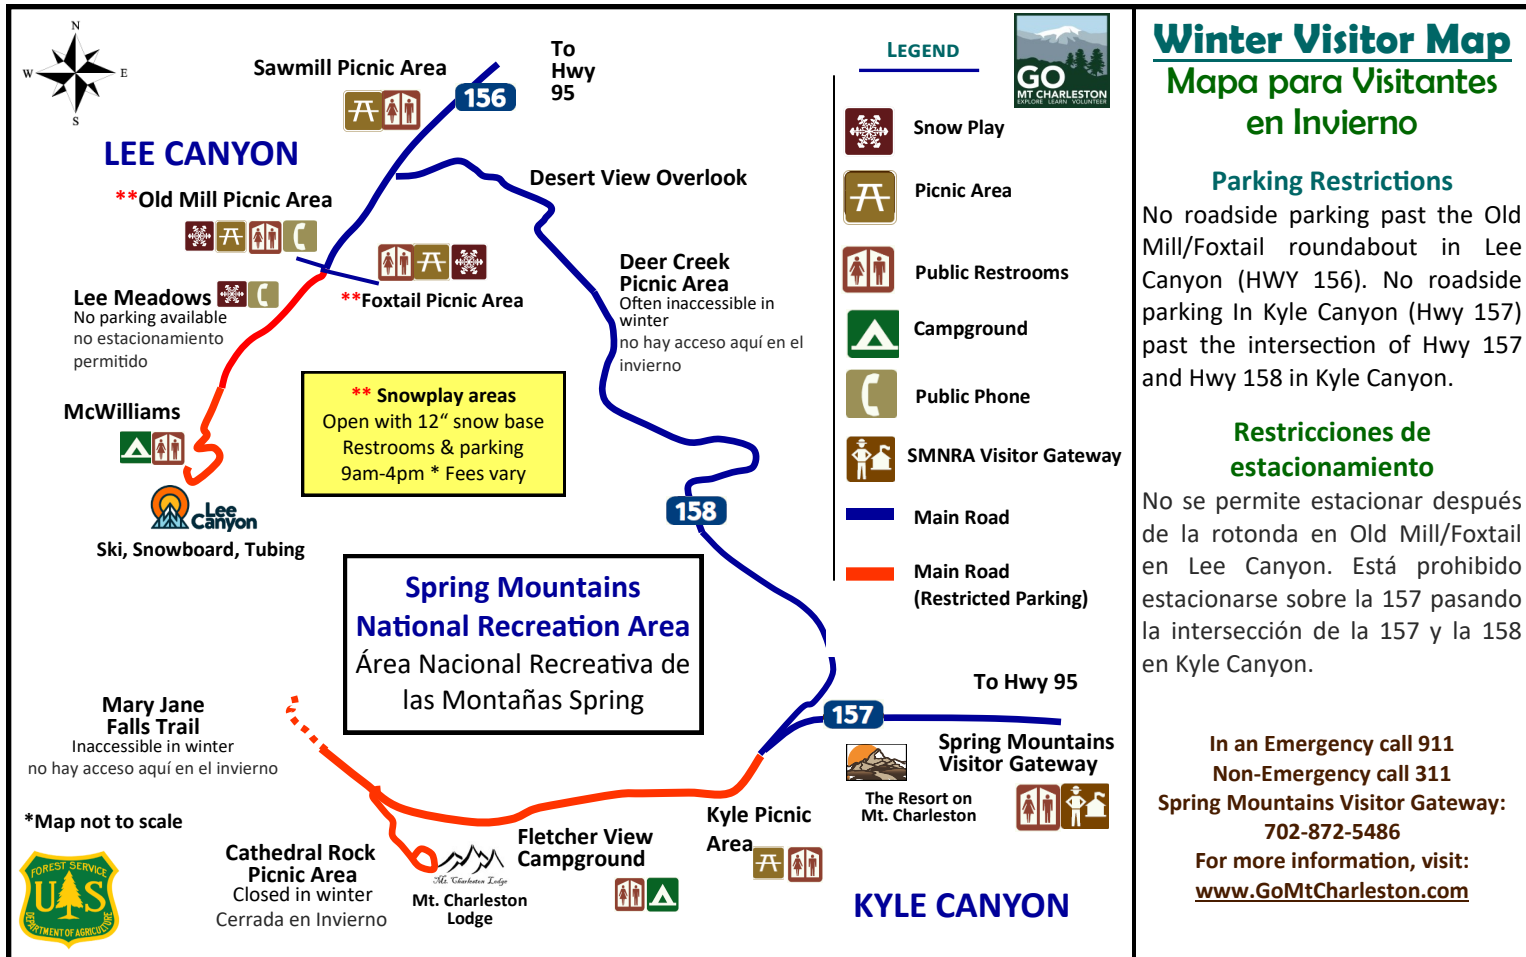 N
W
E
S
Sawmill Picnic Area
To
Hwy
95
156
LEE CANYON
**Old Mill Picnic Area
Desert View Overlook
**Foxtail Picnic Area
Lee Meadows
No parking available
no estacionamiento
permitido
Deer Creek
Picnic Area
Often inaccessible in
winter
no hay acceso aquí en el
invierno
McWilliams
** Snowplay areas
Open with 12“ snow base
Restrooms & parking
9am-4pm * Fees vary
Lee
Canyon
Ski, Snowboard, Tubing
158
Spring Mountains
National Recreation Area
Área Nacional Recreativa de
las Montañas Spring
Mary Jane
Falls Trail
Inaccessible in winter
no hay acceso aquí en el invierno
*Map not to scale
FOREST SERVICE
U S
DEPARTMENT OF AGRICULTURE
Cathedral Rock
Picnic Area
Closed in winter
Cerrada en Invierno
Mt. Charleston Lodge
Mt. Charleston
Lodge
Fletcher View
Campground
Kyle Picnic
Area
To Hwy 95
157
Spring Mountains
Visitor Gateway
The Resort on
Mt. Charleston
KYLE CANYON
LEGEND
GO
MT CHARLESTON
EXPLORE LEARN VOLUNTEER
Snow Play
Picnic Area
Public Restrooms
Campground
Public Phone
SMNRA Visitor Gateway
Main Road
Main Road
(Restricted Parking)
Winter Visitor Map
Mapa para Visitantes
en Invierno
Parking Restrictions
No roadside parking past the Old
Mill/Foxtail roundabout in Lee
Canyon (HWY 156). No roadside
parking In Kyle Canyon (Hwy 157)
past the intersection of Hwy 157
and Hwy 158 in Kyle Canyon.
Restricciones de
estacionamiento
No se permite estacionar después
de la rotonda en Old Mill/Foxtail
en Lee Canyon. Está prohibido
estacionarse sobre la 157 pasando
la intersección de la 157 y la 158
en Kyle Canyon.
In an Emergency call 911
Non-Emergency call 311
Spring Mountains Visitor Gateway:
702-872-5486
For more information, visit:
www.GoMtCharleston.com